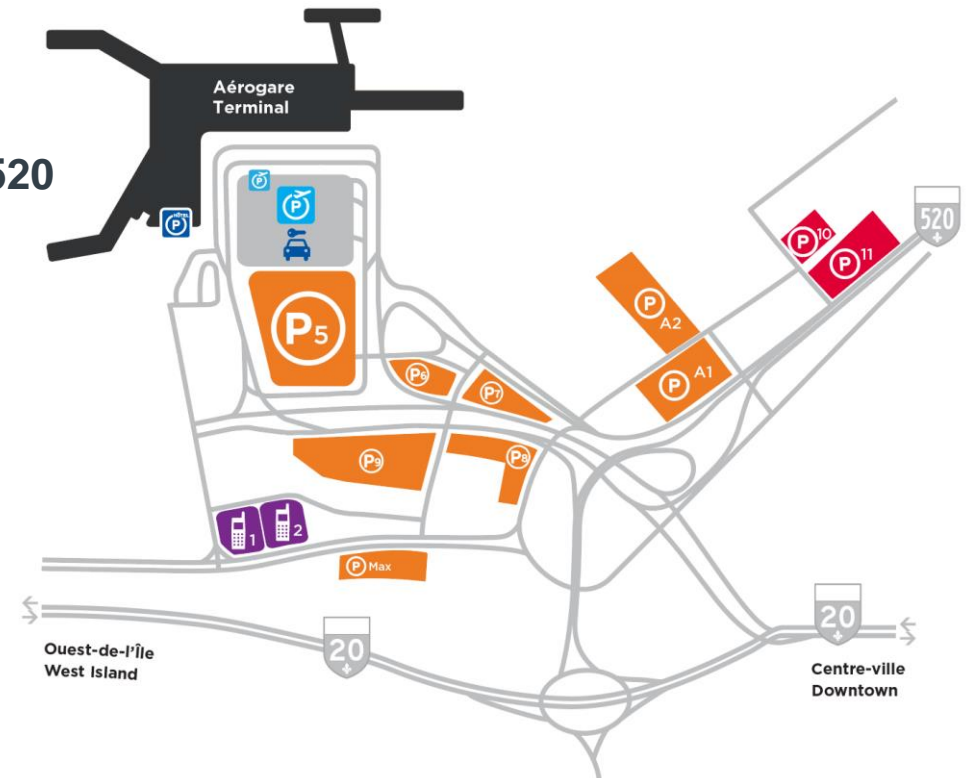 Aérogare
Terminal
520
P
P
HÔTEL
P
P5
P6
P7
P8
P9
P A2
P A1
P10
P11
520
1
2
P Max
20
20
Ouest-de-l'Île
West Island
Centre-ville
Downtown